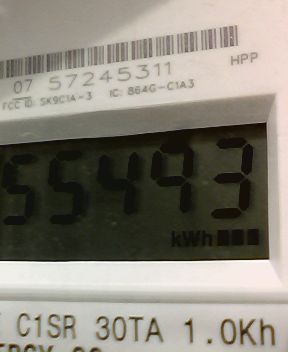 07 57245311
HPP
FCC ID: SK9C1A-3 IC: 864G-C1A3
55493
kWh
C1SR 30TA 1.0Kh